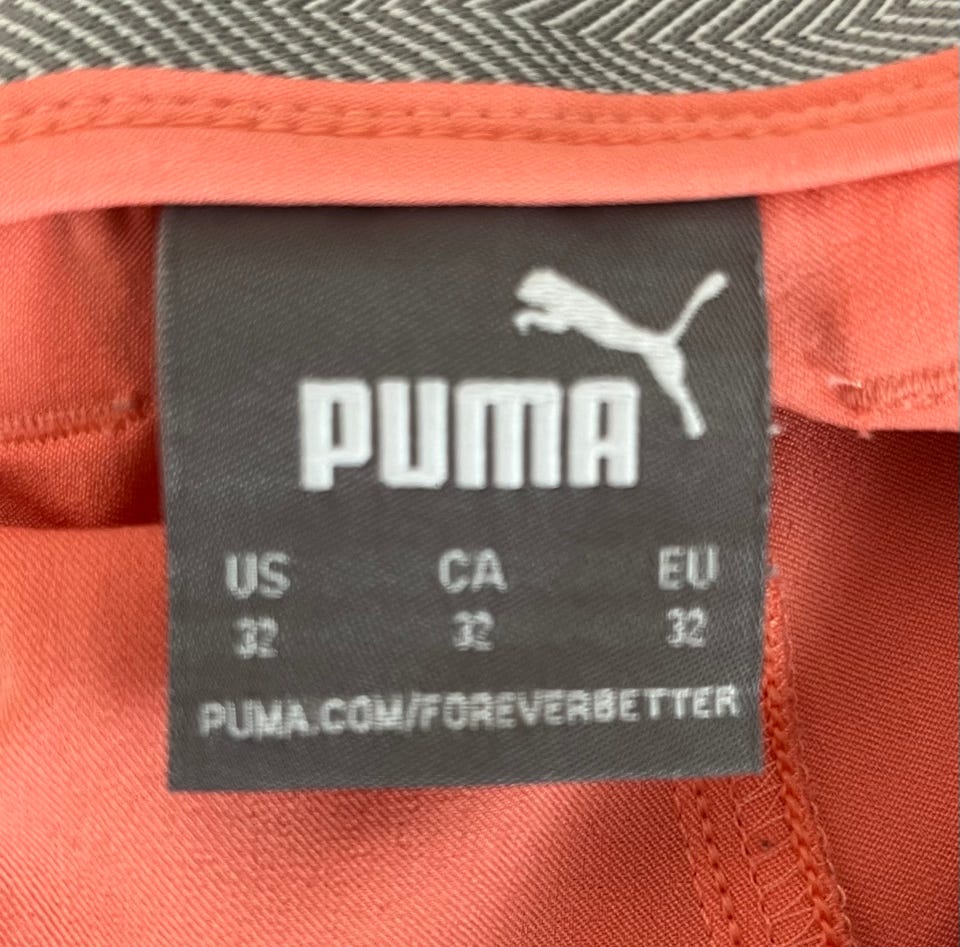 PUMA
US CA EU
32 32 32
PUMA.COM/FOREVERBETTER